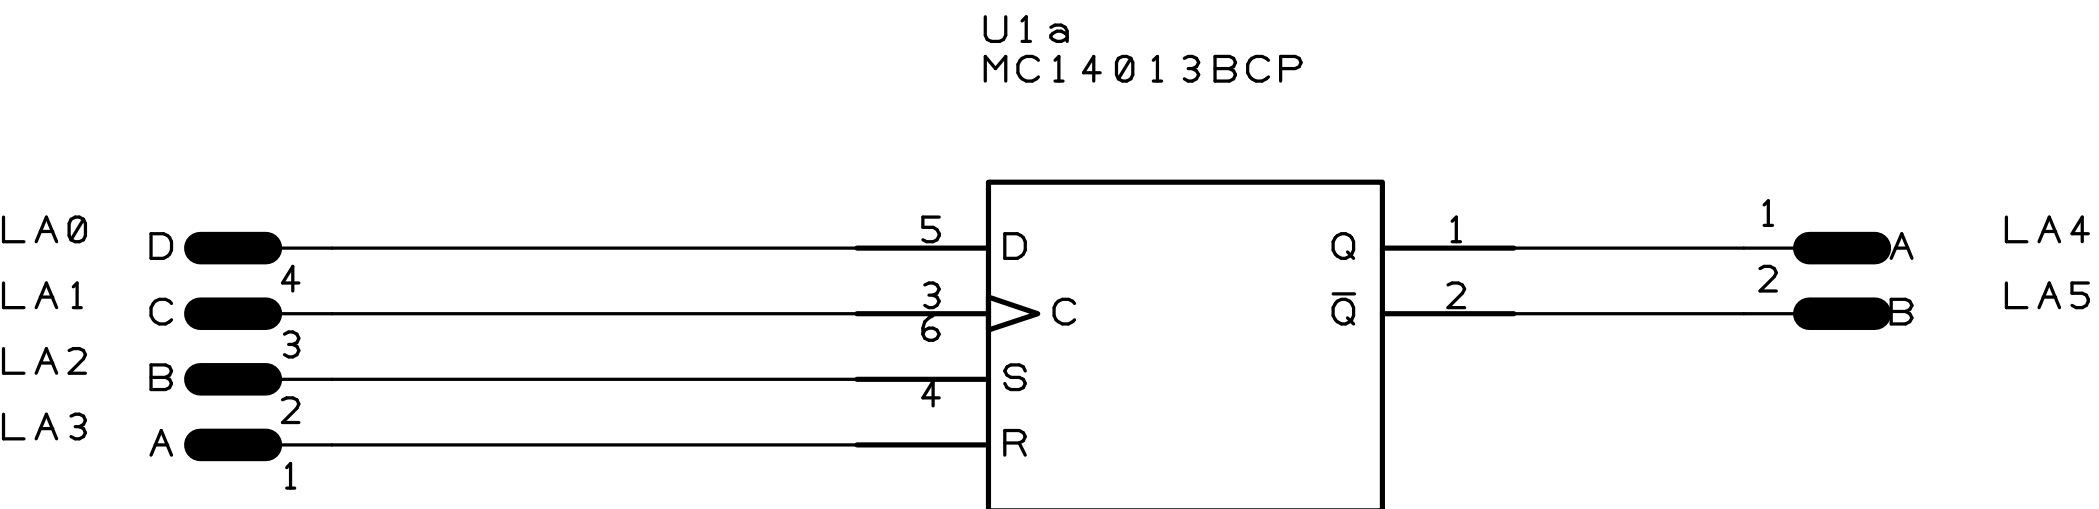 U1a
MC14013BCP
LA0 D 5 D Q 1 1 A LA4
4
LA1 C 3 C Q̅ 2 2 B LA5
3 6
LA2 B S
2 4
LA3 A R
1